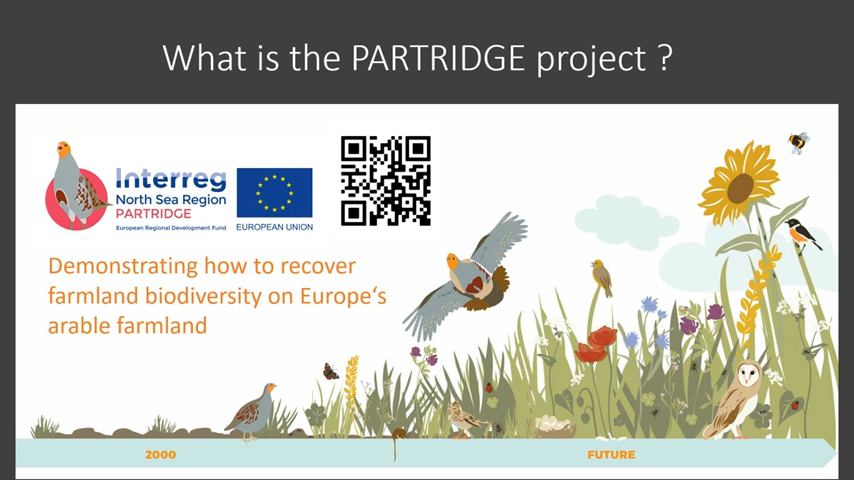 What is the PARTRIDGE project ?
Interreg
North Sea Region
PARTRIDGE
European Regional Development Fund
EUROPEAN UNION
Demonstrating how to recover
farmland biodiversity on Europe‘s
arable farmland
2000
FUTURE